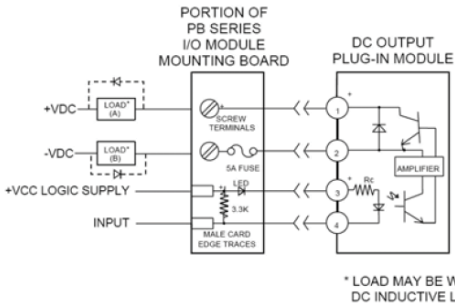 PORTION OF
PB SERIES
I/O MODULE
MOUNTING BOARD
DC OUTPUT
PLUG-IN MODULE
+VDC
LOAD*
(A)
+
SCREW
TERMINALS
1
+
-VDC
LOAD*
(B)
5A FUSE
2
AMPLIFIER
+VCC LOGIC SUPPLY
+
LED
3
+
Rc
3.3K
INPUT
MALE CARD
EDGE TRACES
4
* LOAD MAY BE W
DC INDUCTIVE L